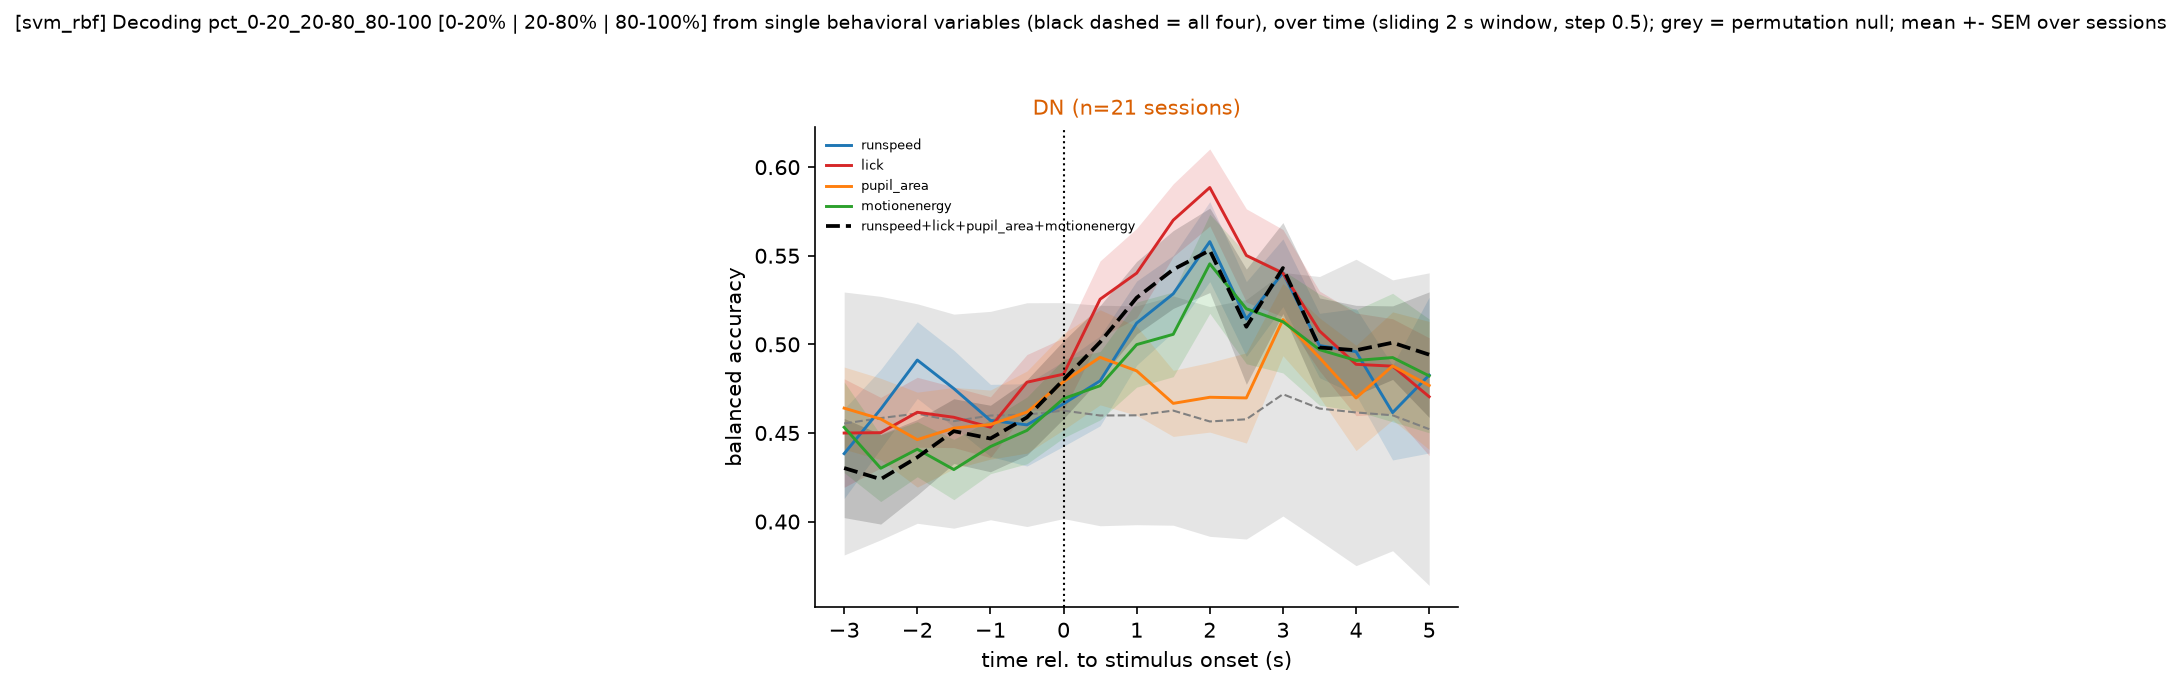 [svm_rbf] Decoding pct_0-20_20-80_80-100 [0-20% | 20-80% | 80-100%] from single behavioral variables (black dashed = all four), over time (sliding 2 s window, step 0.5); grey = permutation null; mean +- SEM over sessions
DN (n=21 sessions)
runspeed
lick
pupil_area
motionenergy
runspeed+lick+pupil_area+motionenergy
balanced accuracy
0.60
0.55
0.50
0.45
0.40
−3 −2 −1 0 1 2 3 4 5
time rel. to stimulus onset (s)